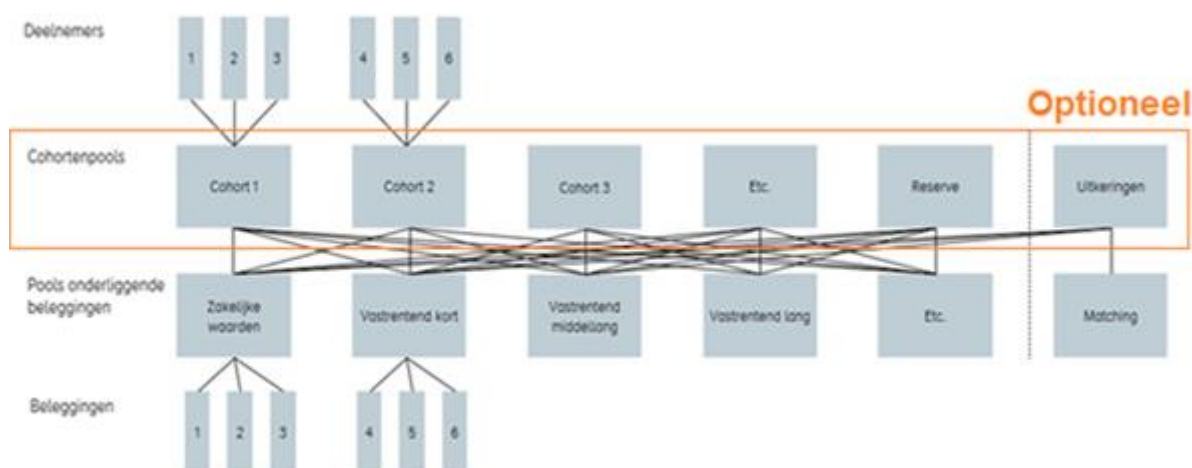 Deelnemers
1 2 3 4 5 6
Optioneel
Cohortenpools
Cohort 1
Cohort 2
Cohort 3
Etc.
Reserve
Uitkeringen
Pools onderliggende
beleggingen
Zakelijke
waarden
Vastrentend kort
Vastrentend
middellang
Vastrentend lang
Etc.
Matching
Beleggingen
1 2 3 4 5 6